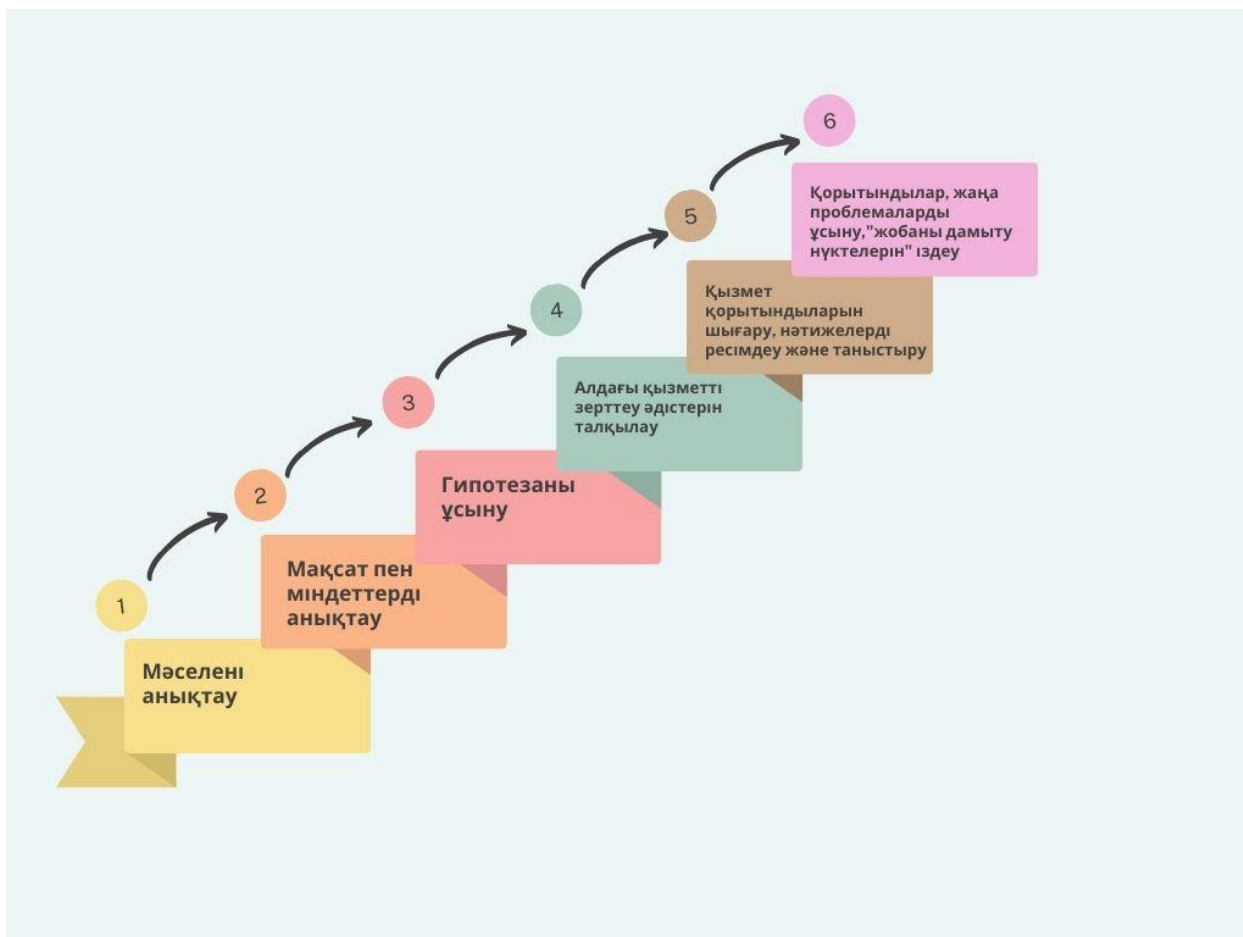 1
Мәселені
анықтау
2
Мақсат пен
міндеттерді
анықтау
3
Гипотезаны
ұсыну
4
Алдағы қызметті
зерттеу әдістерін
талқылау
5
Қызмет
қорытындыларын
шығару, нәтижелерді
ресімдеу және таныстыру
6
Қорытындылар, жаңа
проблемаларды
ұсыну,"жобаны дамыту
нүктелерін" іздеу